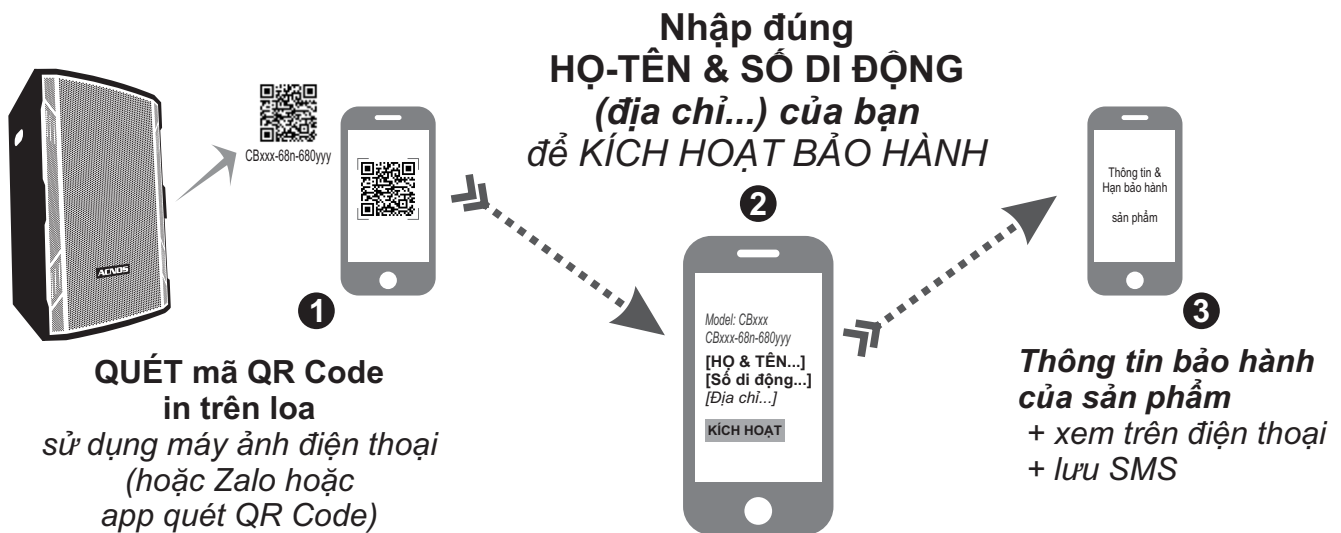 ACNOS
CBxxx-68n-680yyy
1
QUÉT mã QR Code
in trên loa
sử dụng máy ảnh điện thoại
(hoặc Zalo hoặc
app quét QR Code)
Nhập đúng
HỌ-TÊN & SỐ DI ĐỘNG
(địa chỉ...) của bạn
để KÍCH HOẠT BẢO HÀNH
2
Model: CBxxx
CBxxx-68n-680yyy
[HỌ & TÊN...]
[Số di động...]
[Địa chỉ...]
KÍCH HOẠT
Thông tin &
Hạn bảo hành
sản phẩm
3
Thông tin bảo hành
của sản phẩm
+ xem trên điện thoại
+ lưu SMS